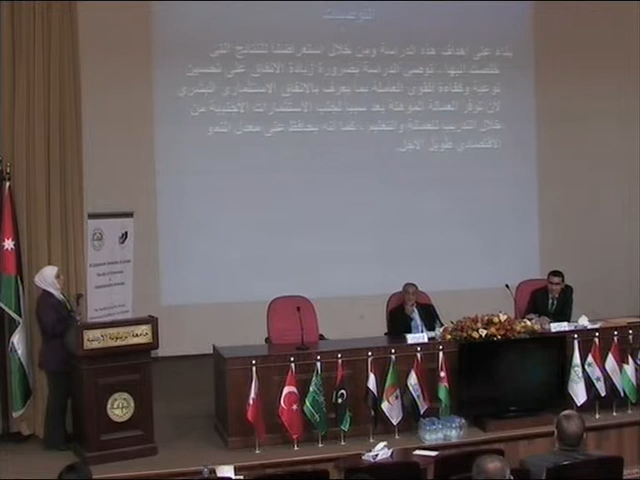 التوصيات
بناء على اهداف هذه الدراسة ومن خلال استعراضنا للنتائج التي
خلصت اليها ، توصي الدراسة بضرورة زيادة الانفاق على تحسين
نوعية وكفاءة القوى العاملة بما يعرف بالانفاق الاستثماري البشري
لان توفر العمالة المؤهلة يعد سببا لجلب الاستثمارات الاجنبية من
خلال التدريب للعمالة والتعليم ، كما انه يحافظ على معدل النمو
الاقتصادي طويل الاجل.
جامعة الزيتونة الأردنية